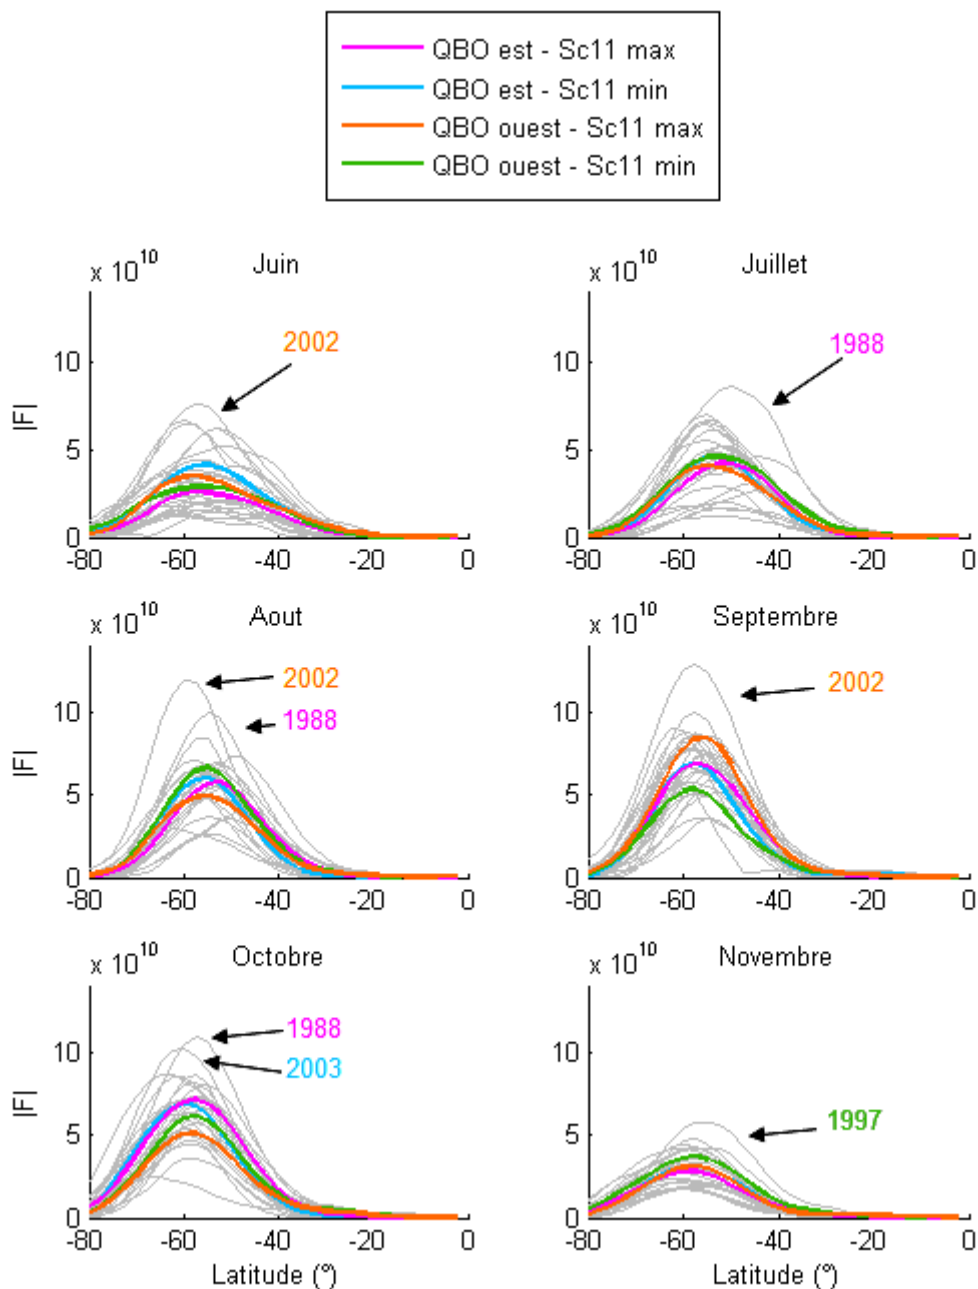 QBO est - Sc11 max
QBO est - Sc11 min
QBO ouest - Sc11 max
QBO ouest - Sc11 min
x 10^10 Juin
|F|
10
5
0
2002
-80 -60 -40 -20 0
x 10^10 Juillet
10
5
0
1988
-80 -60 -40 -20 0
x 10^10 Aout
|F|
10
5
0
2002
1988
-80 -60 -40 -20 0
x 10^10 Septembre
10
5
0
2002
-80 -60 -40 -20 0
x 10^10 Octobre
|F|
10
5
0
1988
2003
-80 -60 -40 -20 0
Latitude (°)
x 10^10 Novembre
10
5
0
1997
-80 -60 -40 -20 0
Latitude (°)